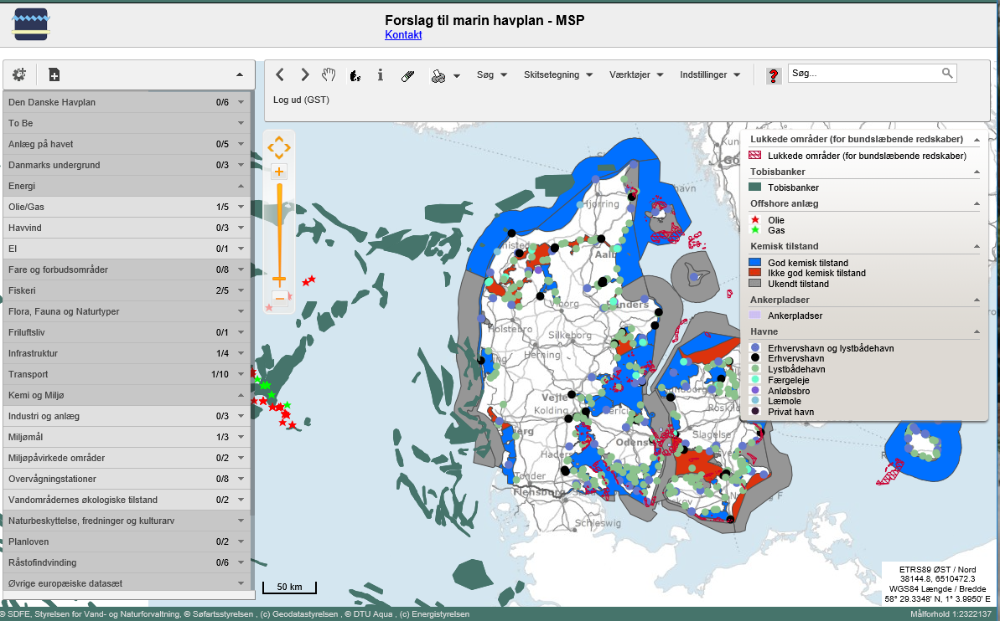 Forslag til marin havplan - MSP
Kontakt
Søg
Skitsetegning
Værktøjer
Indstillinger
?
Søg...
Log ud (GST)
Den Danske Havplan 0/6
To Be
Anlæg på havet 0/5
Danmarks undergrund 0/3
Energi
Olie/Gas 1/5
Havvind 0/3
El 0/1
Fare og forbudsområder 0/8
Fiskeri 2/5
Flora, Fauna og Naturtyper
Friluftsliv 0/1
Infrastruktur 1/4
Transport 1/10
Kemi og Miljø
Industri og anlæg 0/3
Miljømål 1/3
Miljøpåvirkede områder 0/2
Overvågningstationer 0/8
Vandområdernes økologiske tilstand 0/2
Naturbeskyttelse, fredninger og kulturarv
Planloven 0/2
Råstofindvinding 0/6
Øvrige europæiske datasæt
Lukkede områder (for bundslæbende redskaber)
Lukkede områder (for bundslæbende redskaber)
Tobisbanker
Tobisbanker
Offshore anlæg
Olie
Gas
Kemisk tilstand
God kemisk tilstand
Ikke god kemisk tilstand
Ukendt tilstand
Ankerpladser
Ankerpladser
Havne
Erhvervshavn og lystbådehavn
Erhvervshavn
Lystbådehavn
Færgeleje
Anløbsbro
Læmole
Privat havn
Hjørring
Viborg
Holstebro
Silkeborg
Herning
Vejle
Kolding
Odens
Slagelse
Flensburg
Schleswig
50 km
ETRS89 ØST / Nord
38144.8, 6510472.3
WGS84 Længde / Bredde
58° 29.3348' N, 1° 3.9950' E
© SDFE, Styrelsen for Vand- og Naturforvaltning, © Søfartsstyrelsen , (c) Geodatastyrelsen , © DTU Aqua , (c) Energistyrelsen
Målforhold 1:2322137